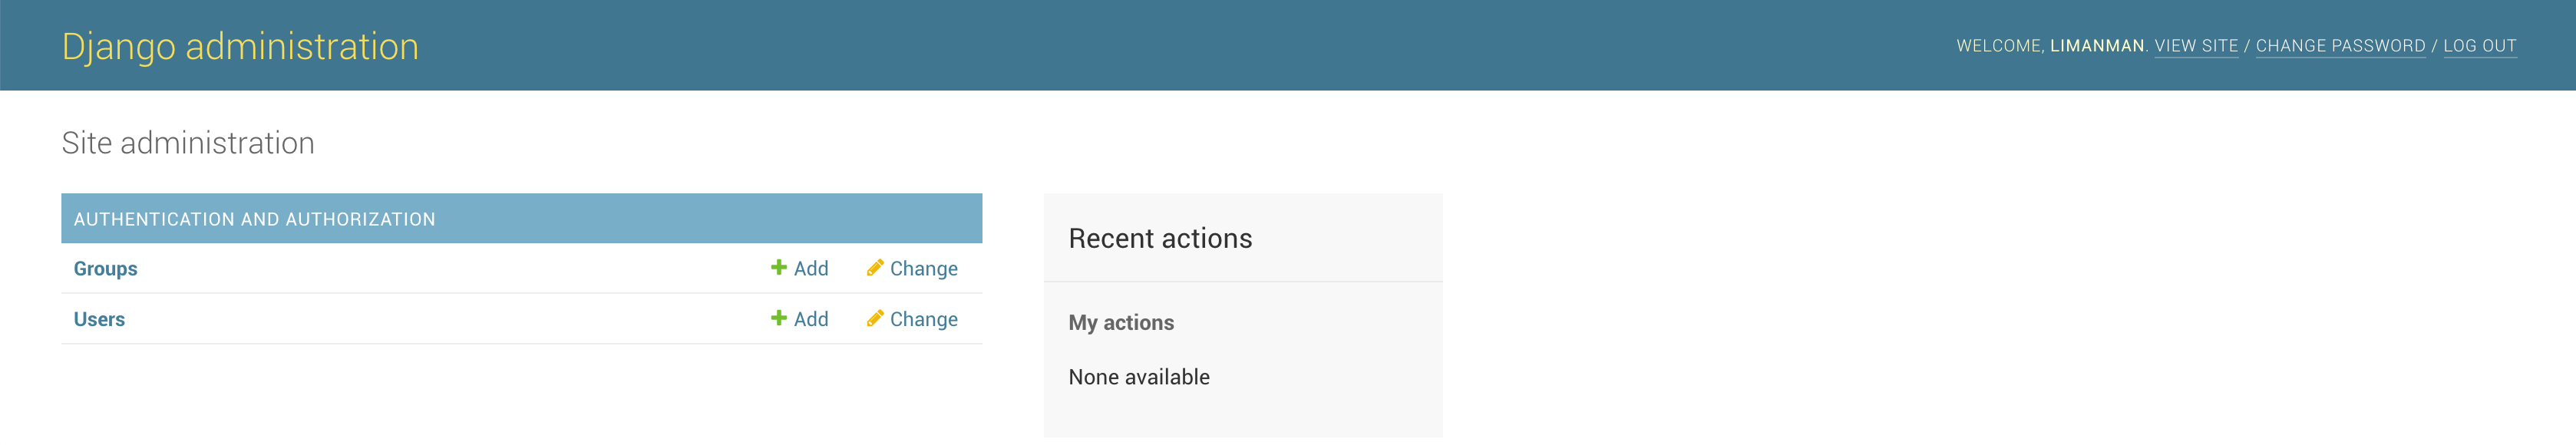 Django administration
WELCOME, LIMANMAN. VIEW SITE / CHANGE PASSWORD / LOG OUT
Site administration
AUTHENTICATION AND AUTHORIZATION
Groups Add Change
Users Add Change
Recent actions
My actions
None available